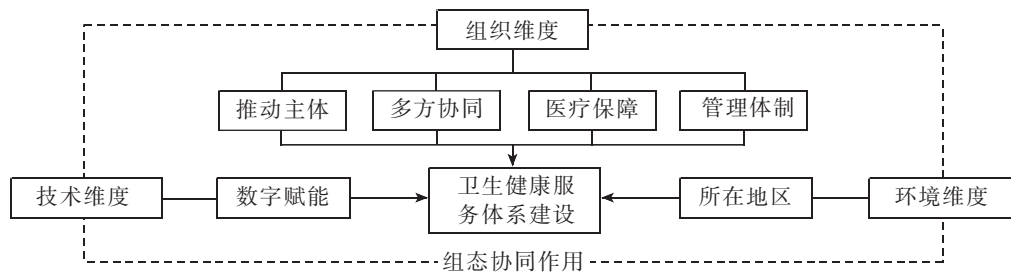 组织维度
推动主体
多方协同
医疗保障
管理体制
技术维度
数字赋能
卫生健康服
务体系建设
所在地区
环境维度
组态协同作用